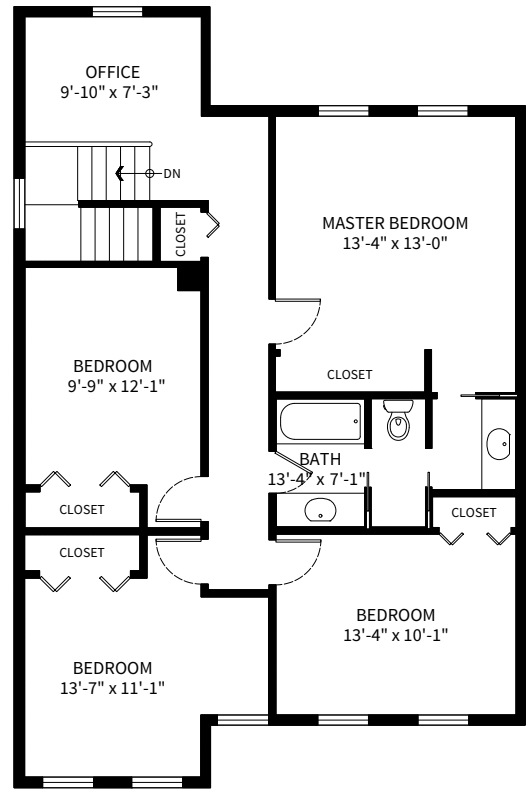 OFFICE
9'-10" x 7'-3"
DN
CLOSET
MASTER BEDROOM
13'-4" x 13'-0"
BEDROOM
9'-9" x 12'-1"
CLOSET
BATH
13'-4" x 7'-1"
CLOSET
CLOSET
CLOSET
BEDROOM
13'-4" x 10'-1"
BEDROOM
13'-7" x 11'-1"